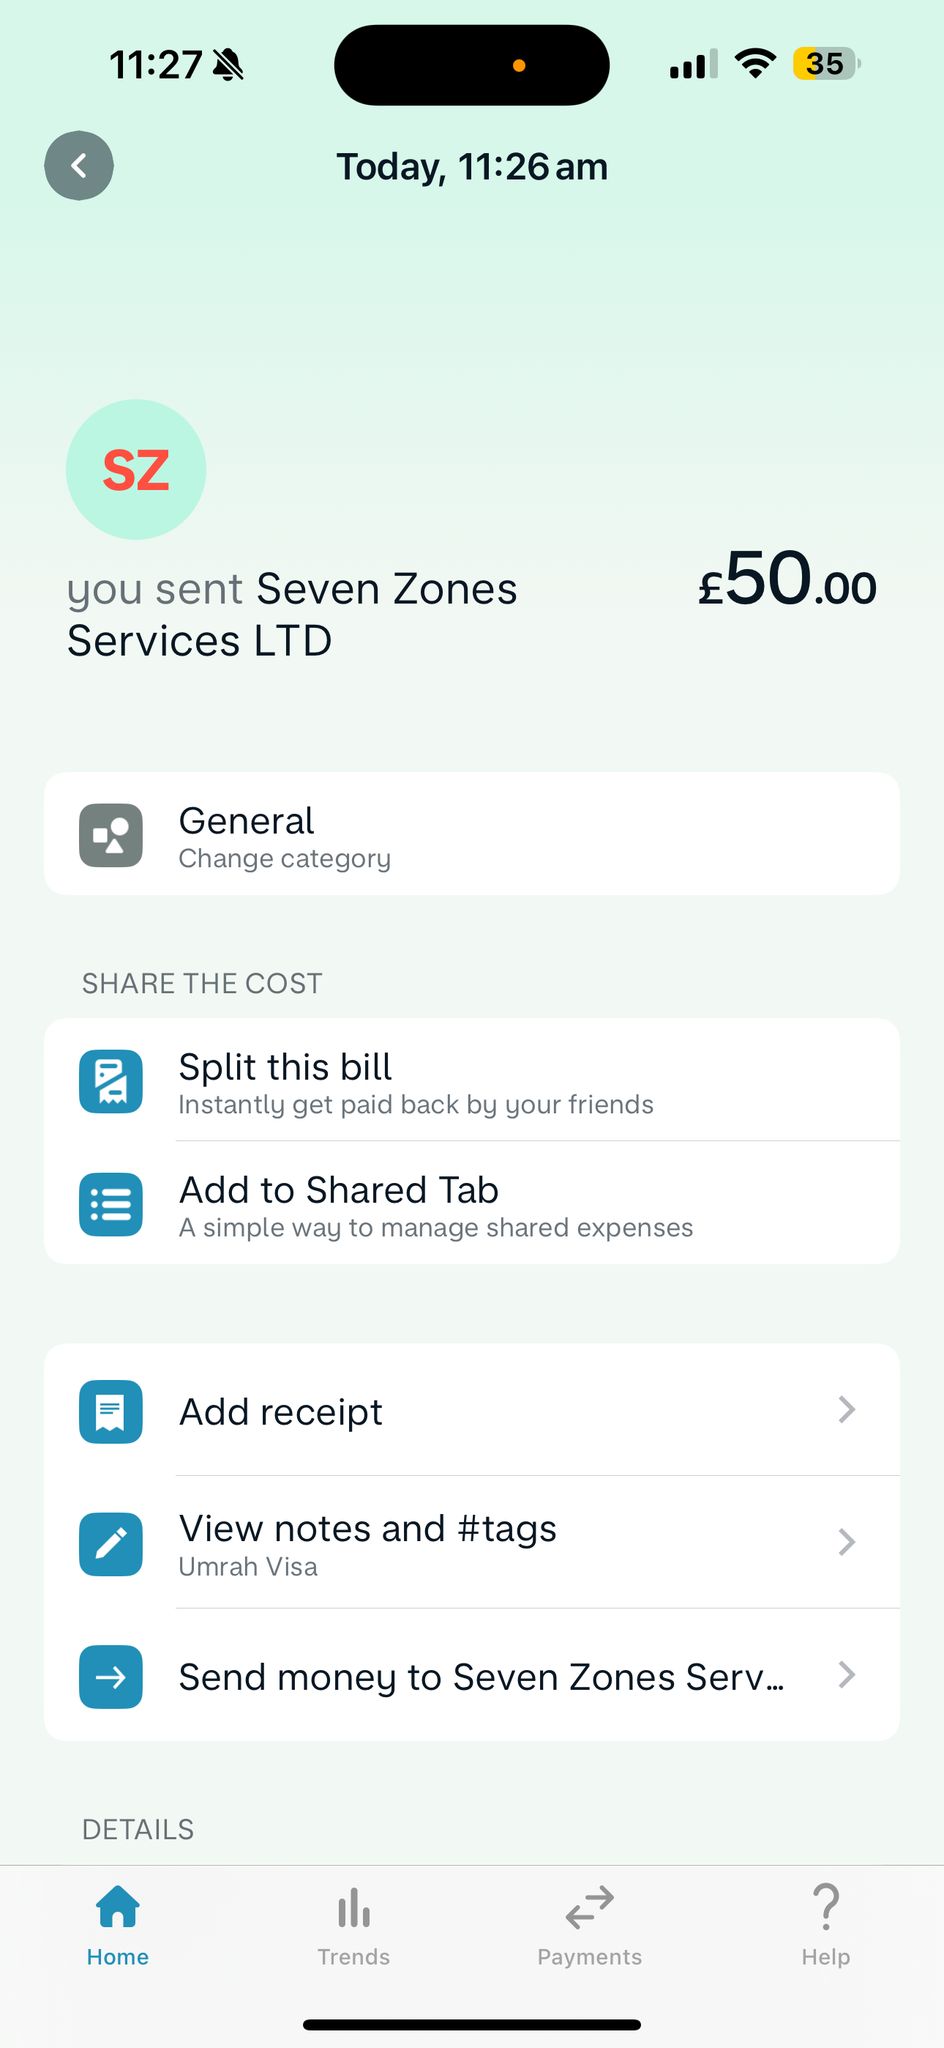 11:27
35
Today, 11:26 am
SZ
you sent Seven Zones
Services LTD
£50.00
General
Change category
SHARE THE COST
Split this bill
Instantly get paid back by your friends
Add to Shared Tab
A simple way to manage shared expenses
Add receipt
View notes and #tags
Umrah Visa
Send money to Seven Zones Serv...
DETAILS
Home
Trends
Payments
Help